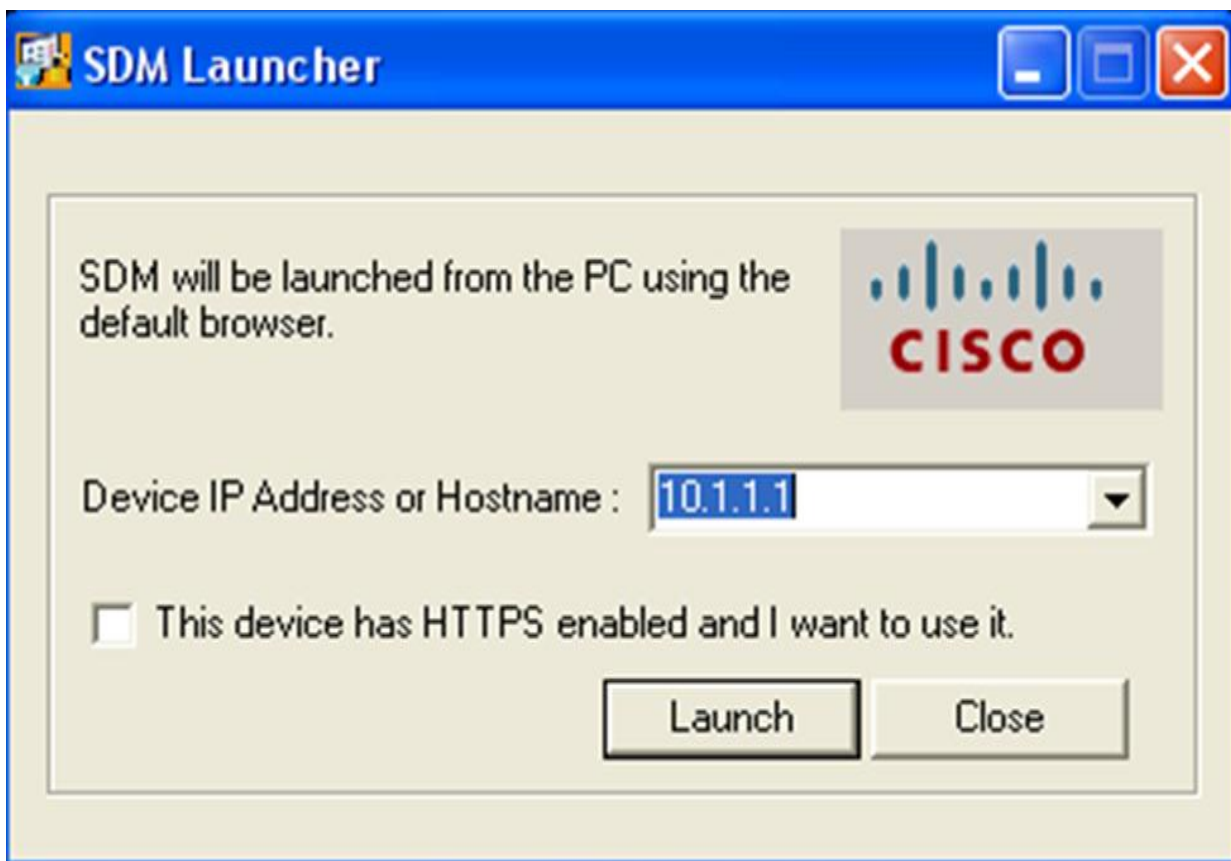 SDM Launcher
SDM will be launched from the PC using the
default browser.
CISCO
Device IP Address or Hostname : 10.1.1.1
This device has HTTPS enabled and I want to use it.
Launch Close